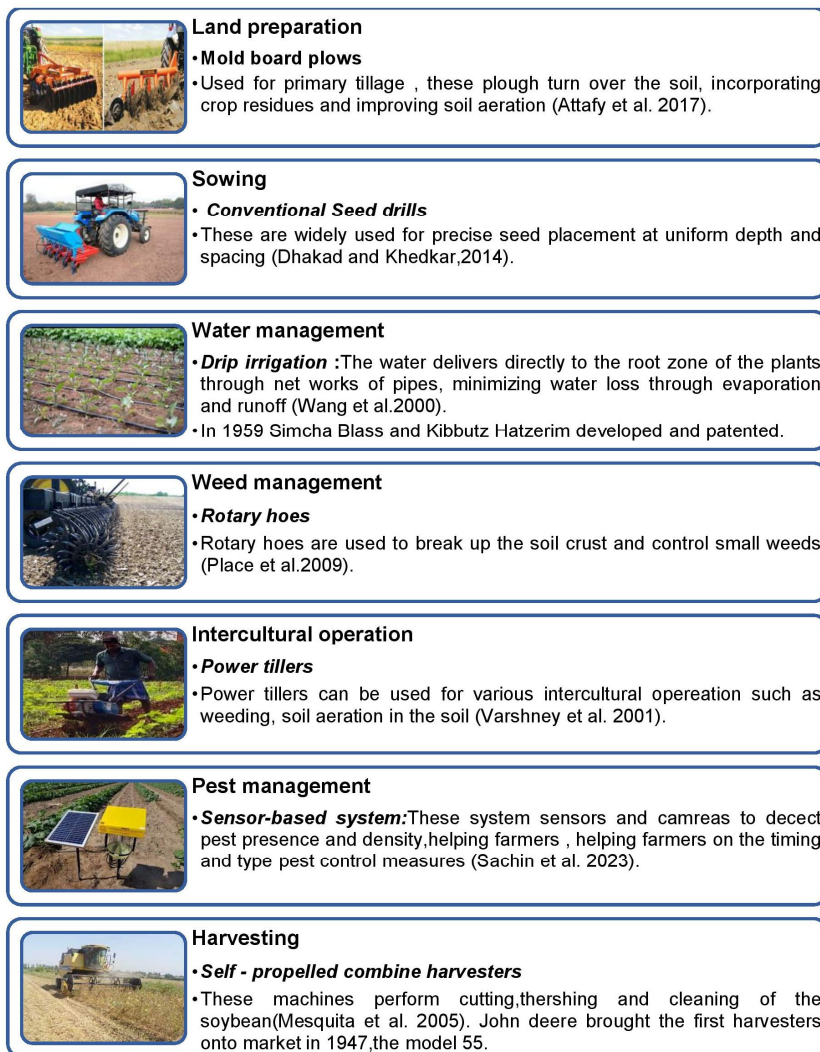 Land preparation
• Mold board plows
• Used for primary tillage , these plough turn over the soil, incorporating
crop residues and improving soil aeration (Attafy et al. 2017).
Sowing
• Conventional Seed drills
• These are widely used for precise seed placement at uniform depth and
spacing (Dhakad and Khedkar,2014).
Water management
• Drip irrigation :The water delivers directly to the root zone of the plants
through net works of pipes, minimizing water loss through evaporation
and runoff (Wang et al.2000).
• In 1959 Simcha Blass and Kibbutz Hatzerim developed and patented.
Weed management
• Rotary hoes
• Rotary hoes are used to break up the soil crust and control small weeds
(Place et al.2009).
Intercultural operation
• Power tillers
• Power tillers can be used for various intercultural opereation such as
weeding, soil aeration in the soil (Varshney et al. 2001).
Pest management
• Sensor-based system:These system sensors and camreas to decect
pest presence and density,helping farmers , helping farmers on the timing
and type pest control measures (Sachin et al. 2023).
Harvesting
• Self - propelled combine harvesters
• These machines perform cutting,thershing and cleaning of the
soybean(Mesquita et al. 2005). John deere brought the first harvesters
onto market in 1947,the model 55.